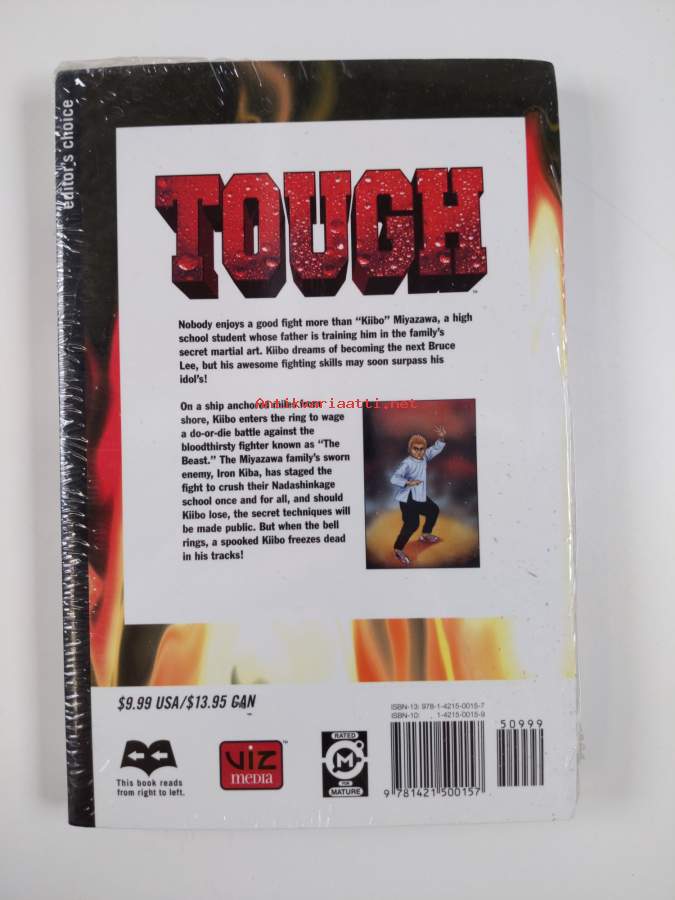 editor's choice
TOUGH
Nobody enjoys a good fight more than “Kiibo” Miyazawa, a high
school student whose father is training him in the family's
secret martial art. Kiibo dreams of becoming the next Bruce
Lee, but his awesome fighting skills may soon surpass his
idol's!
On a ship anchored miles from
Antikvariaatti.net
shore, Kiibo enters the ring to wage
a do-or-die battle against the
bloodthirsty fighter known as “The
Beast.” The Miyazawa family's sworn
enemy, Iron Kiba, has staged the
fight to crush their Nadashinkage
school once and for all, and should
Kiibo lose, the secret techniques will
be made public. But when the bell
rings, a spooked Kiibo freezes dead
in his tracks!
$9.99 USA/$13.95 CAN
ISBN-13: 978-1-4215-0015-7
ISBN-10: 1-4215-0015-9
50999
This book reads
from right to left.
VIZ
MEDIA
RATED
M
FOR
MATURE
9 781421 500157